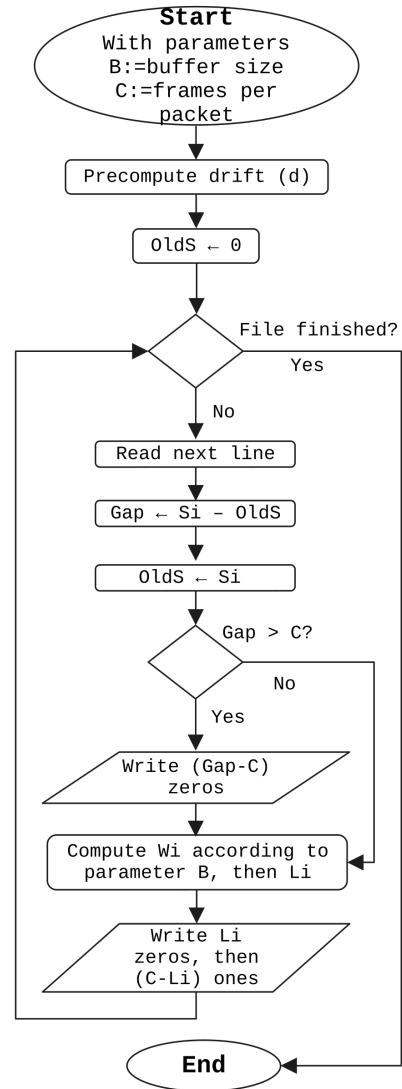 Start
With parameters
B:=buffer size
C:=frames per
packet
Precompute drift (d)
OldS ← 0
File finished?
Yes
No
Read next line
Gap ← Si – OldS
OldS ← Si
Gap > C?
No
Yes
Write (Gap-C)
zeros
Compute Wi according to
parameter B, then Li
Write Li
zeros, then
(C-Li) ones
End